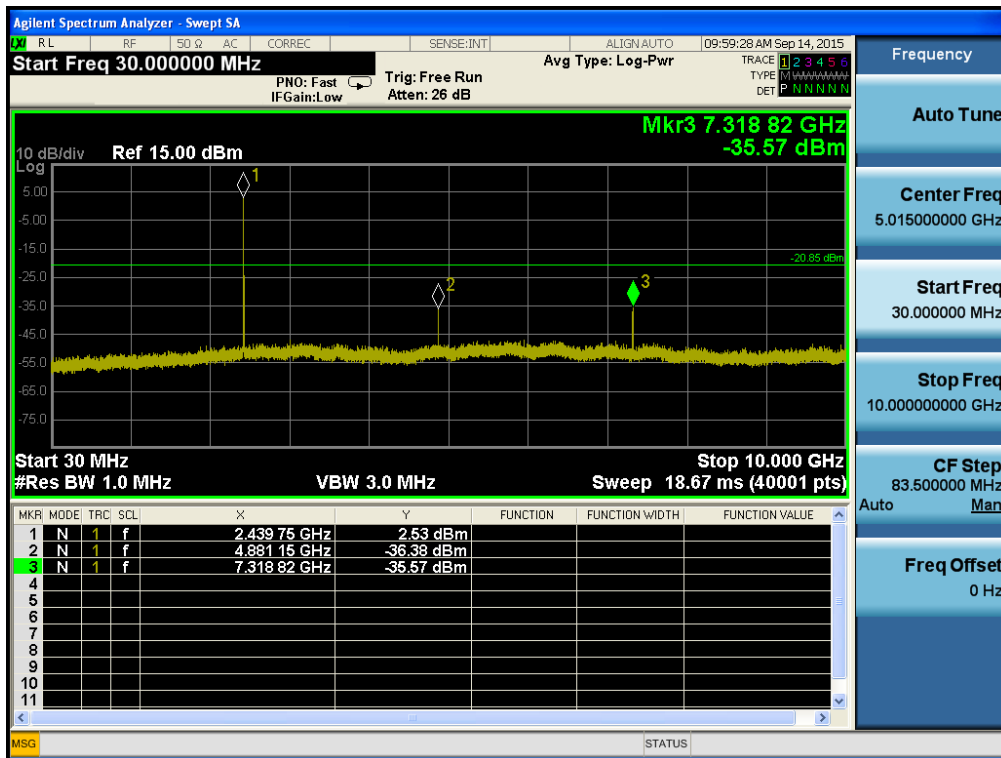 Agilent Spectrum Analyzer - Swept SA
LXI RL RF 50 Ω AC CORREC SENSE:INT ALIGN AUTO 09:59:28 AM Sep 14, 2015
Start Freq 30.000000 MHz
PNO: Fast
IFGain:Low
Trig: Free Run
Atten: 26 dB
Avg Type: Log-Pwr
TRACE 1 2 3 4 5 6
TYPE M WWWWW
DET P N N N N N
Mkr3 7.318 82 GHz
-35.57 dBm
10 dB/div Ref 15.00 dBm
Log
1
5.00
-5.00
-15.0
-20.85 dBm
-25.0
2
3
-35.0
-45.0
-55.0
-65.0
-75.0
Start 30 MHz Stop 10.000 GHz
#Res BW 1.0 MHz VBW 3.0 MHz Sweep 18.67 ms (40001 pts)
MKR MODE TRC SCL X Y FUNCTION FUNCTION WIDTH FUNCTION VALUE
1 N 1 f 2.439 75 GHz 2.53 dBm
2 N 1 f 4.881 15 GHz -36.38 dBm
3 N 1 f 7.318 82 GHz -35.57 dBm
4
5
6
7
8
9
10
11
MSG STATUS
Frequency
Auto Tune
Center Freq
5.015000000 GHz
Start Freq
30.000000 MHz
Stop Freq
10.000000000 GHz
CF Step
83.500000 MHz
Auto Man
Freq Offset
0 Hz